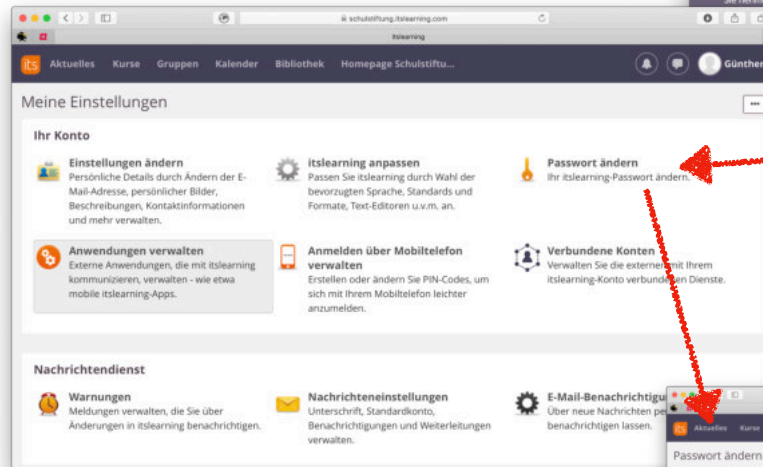 schulstiftung.itslearning.com
itslearning
its Aktuelles Kurse Gruppen Kalender Bibliothek Homepage Schulstiftu... Günther
Meine Einstellungen
Ihr Konto
Einstellungen ändern
Persönliche Details durch Ändern der E-
Mail-Adresse, persönlicher Bilder,
Beschreibungen, Kontaktinformationen
und mehr verwalten.
itslearning anpassen
Passen Sie itslearning durch Wahl der
bevorzugten Sprache, Standards und
Formate, Text-Editoren u.v.m. an.
Passwort ändern
Ihr itslearning-Passwort ändern.
Anwendungen verwalten
Externe Anwendungen, die mit itslearning
kommunizieren, verwalten - wie etwa
mobile itslearning-Apps.
Anmelden über Mobiltelefon
verwalten
Erstellen oder ändern Sie PIN-Codes, um
sich mit Ihrem Mobiltelefon leichter
anzumelden.
Verbundene Konten
Verwalten Sie die externen mit Ihrem
itslearning-Konto verbundenen Dienste.
Nachrichtendienst
Warnungen
Meldungen verwalten, die Sie über
Änderungen in itslearning benachrichtigen.
Nachrichteneinstellungen
Unterschrift, Standardkonto,
Benachrichtigungen und Weiterleitungen
verwalten.
E-Mail-Benachrichtigu
Über neue Nachrichten pe
benachrichtigen lassen.
its Aktuelles Kurse
Passwort ändern